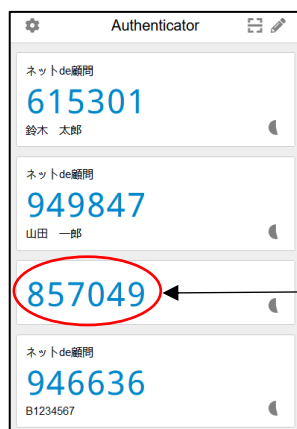 Authenticator
ネットde顧問
615301
鈴木　太郎
ネットde顧問
949847
山田　一郎
857049
ネットde顧問
946636
B1234567